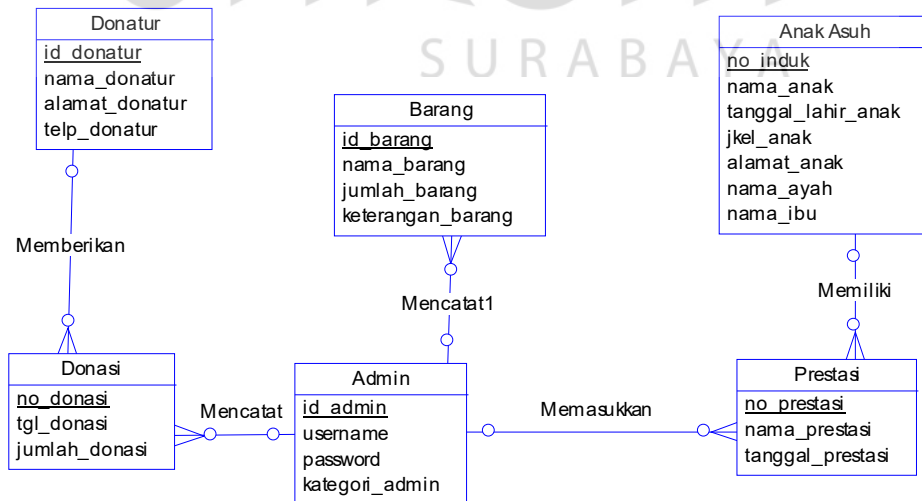 SURABAYA
Donatur
id_donatur
nama_donatur
alamat_donatur
telp_donatur
Barang
id_barang
nama_barang
jumlah_barang
keterangan_barang
Anak Asuh
no_induk
nama_anak
tanggal_lahir_anak
jkel_anak
alamat_anak
nama_ayah
nama_ibu
Memberikan
Mencatat1
Memiliki
Donasi
no_donasi
tgl_donasi
jumlah_donasi
Mencatat
Admin
id_admin
username
password
kategori_admin
Memasukkan
Prestasi
no_prestasi
nama_prestasi
tanggal_prestasi